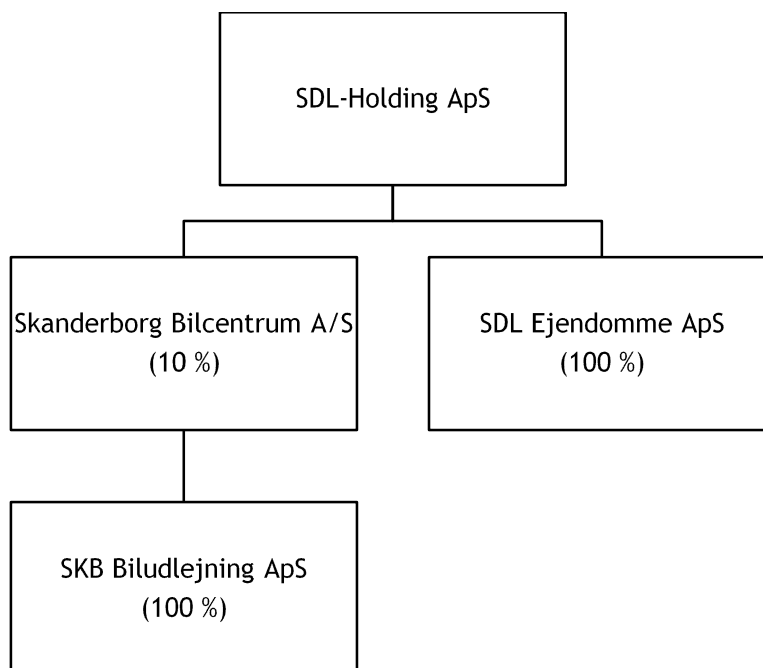 SDL-Holding ApS
Skanderborg Bilcentrum A/S
(10 %)
SDL Ejendomme ApS
(100 %)
SKB Biludlejning ApS
(100 %)